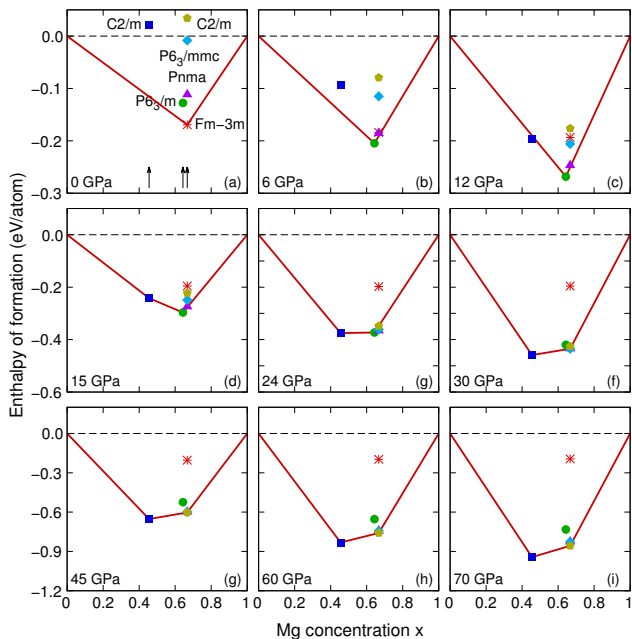 0.0
−0.1
−0.2
−0.3
C2/m
C2/m
P6₃/mmc
Pnma
P6₃/m
Fm−3m
0 GPa
(a)
6 GPa
(b)
12 GPa
(c)
Enthalpy of formation (eV/atom)
0.0
−0.2
−0.4
−0.6
15 GPa
(d)
24 GPa
(g)
30 GPa
(f)
0.0
−0.3
−0.6
−0.9
−1.2
45 GPa
(g)
60 GPa
(h)
70 GPa
(i)
0 0.2 0.4 0.6 0.8 1 0 0.2 0.4 0.6 0.8 1 0 0.2 0.4 0.6 0.8 1
Mg concentration x